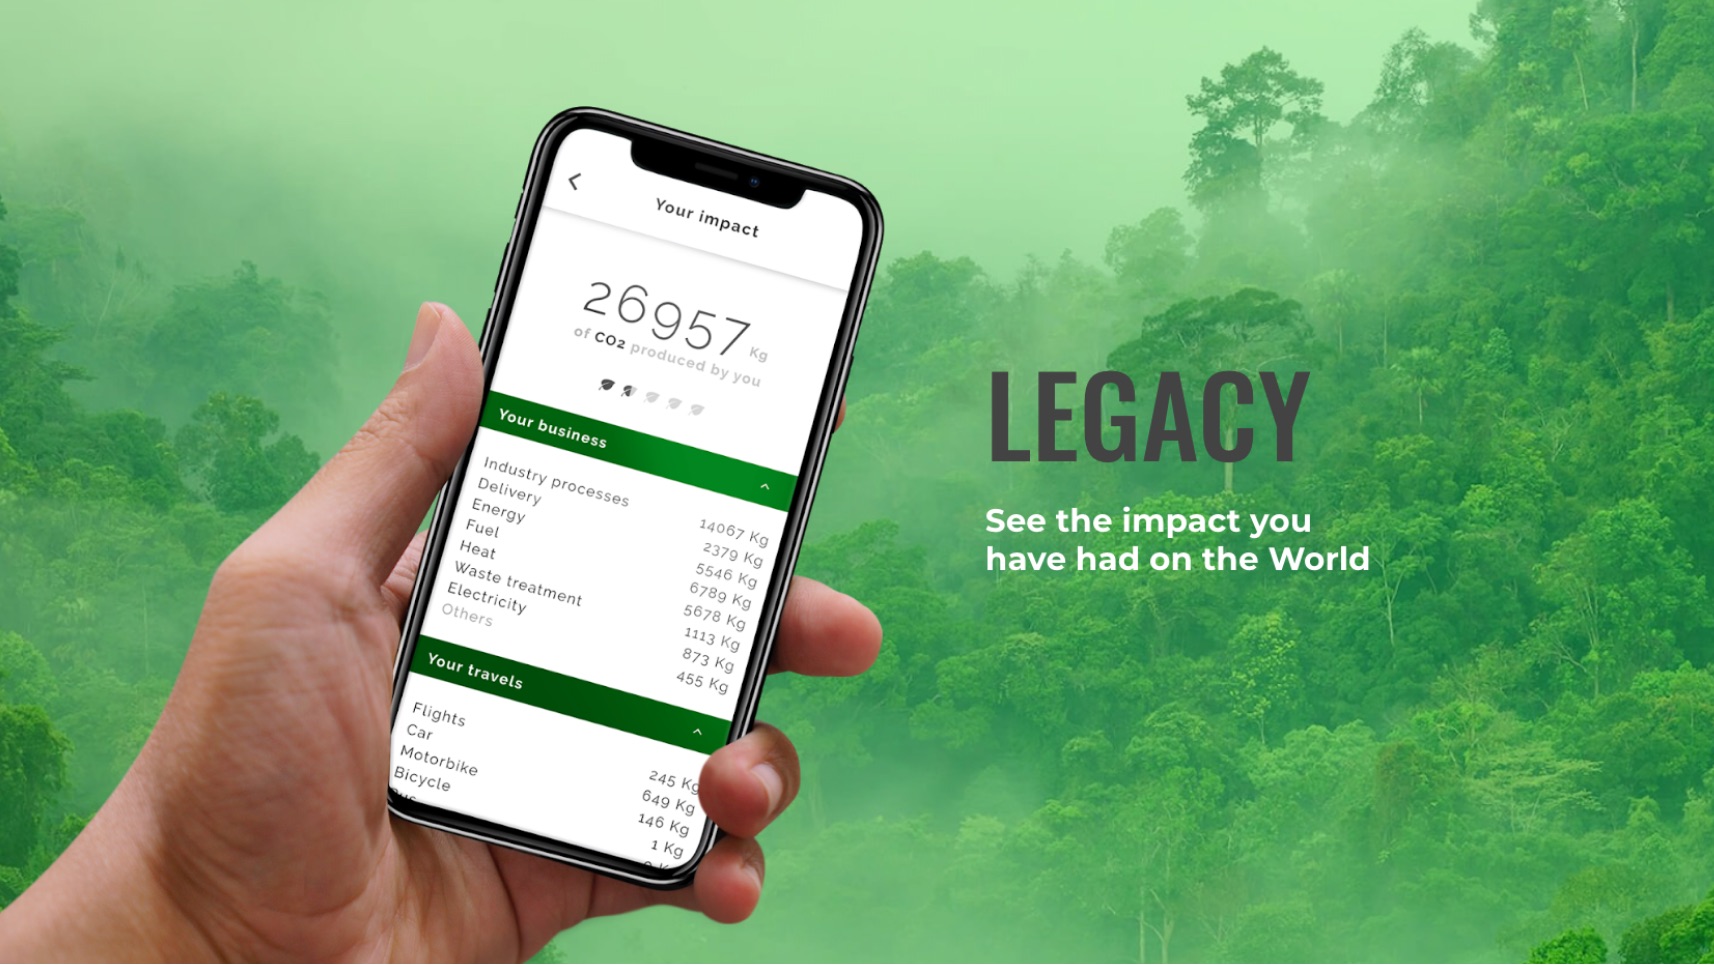 Your impact
26957 Kg
of CO2 produced by you
Your business
Industry processes 14067 Kg
Delivery 2379 Kg
Energy 5546 Kg
Fuel 6789 Kg
Heat 5678 Kg
Waste treatment 1113 Kg
Electricity 873 Kg
Others 455 Kg
Your travels
Flights 245 Kg
Car 649 Kg
Motorbike 146 Kg
Bicycle 1 Kg
LEGACY
See the impact you
have had on the World